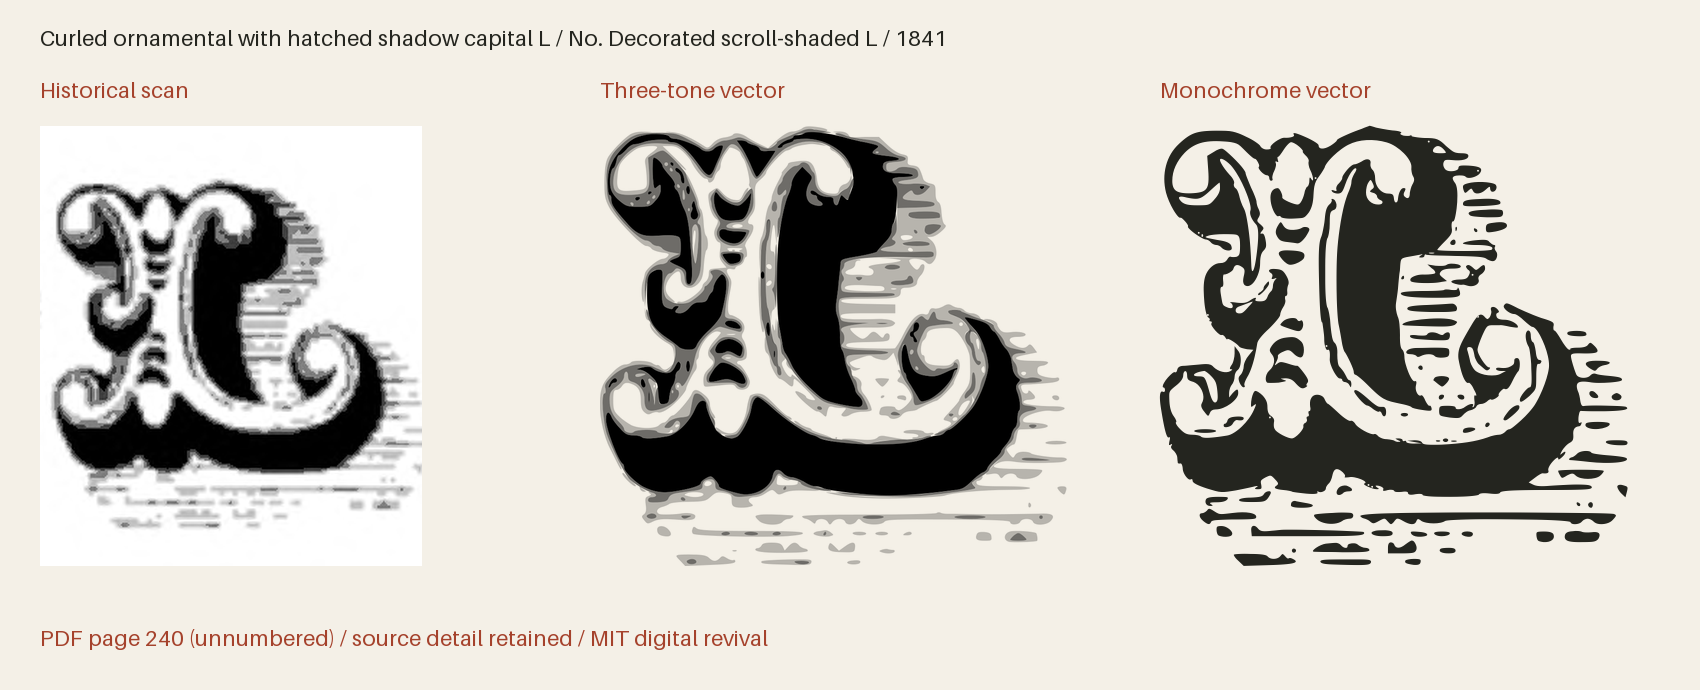 Curled ornamental with hatched shadow capital L / No. Decorated scroll-shaded L / 1841
Historical scan
Three-tone vector
Monochrome vector
L
L
L
PDF page 240 (unnumbered) / source detail retained / MIT digital revival